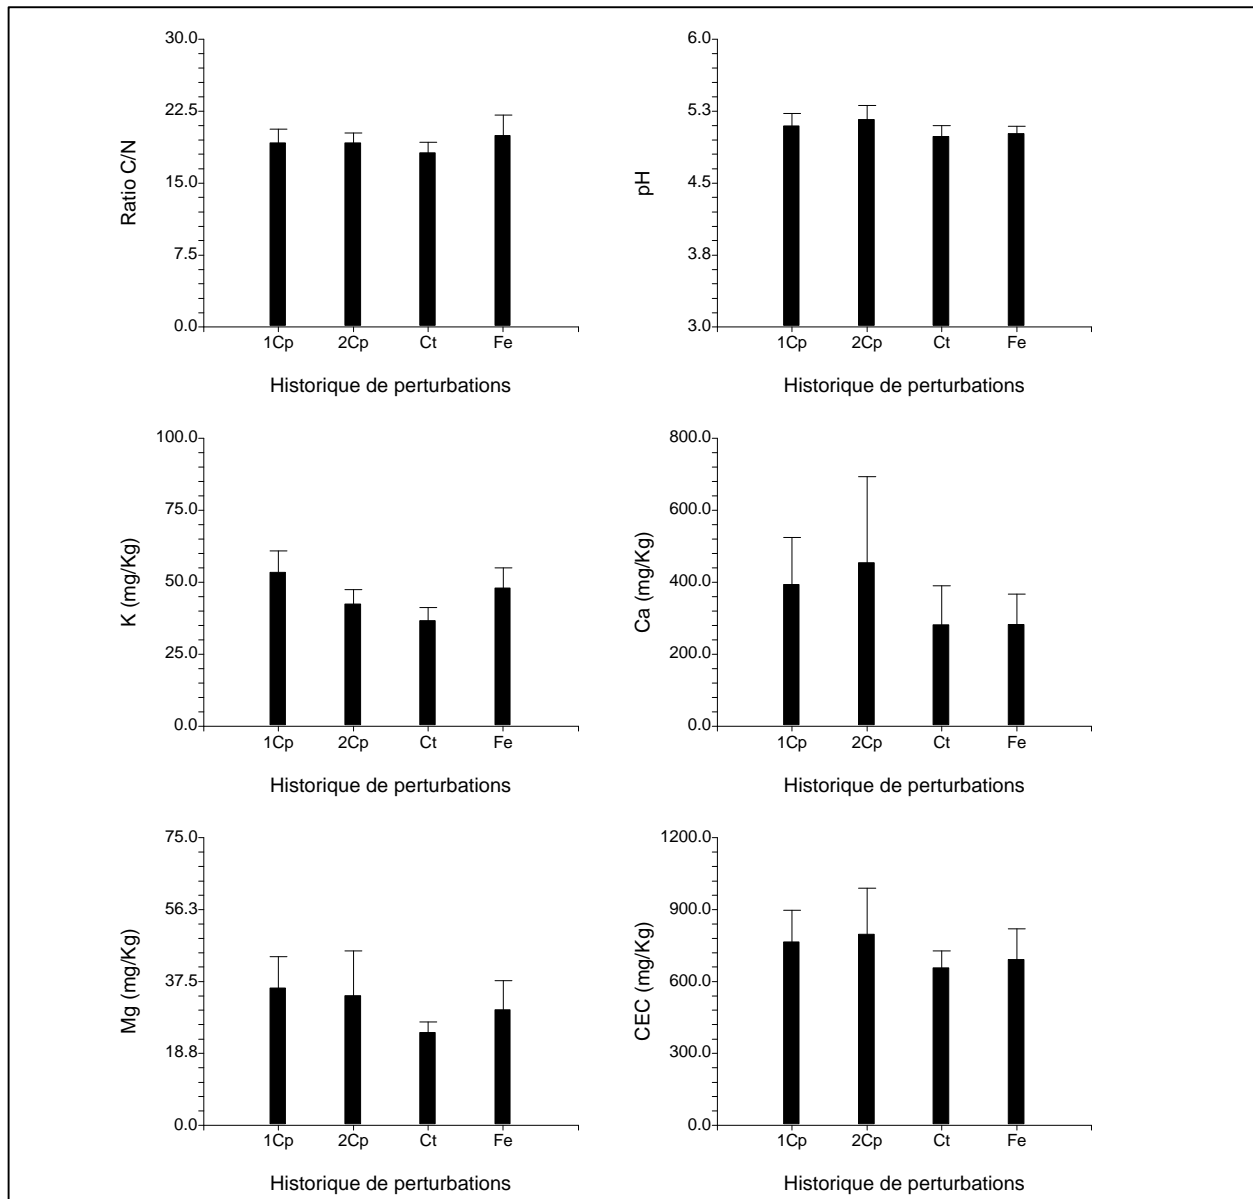 30.0
22.5
15.0
7.5
0.0
Ratio C/N
1Cp 2Cp Ct Fe
Historique de perturbations
6.0
5.3
4.5
3.8
3.0
pH
1Cp 2Cp Ct Fe
Historique de perturbations
100.0
75.0
50.0
25.0
0.0
K (mg/Kg)
1Cp 2Cp Ct Fe
Historique de perturbations
800.0
600.0
400.0
200.0
0.0
Ca (mg/Kg)
1Cp 2Cp Ct Fe
Historique de perturbations
75.0
56.3
37.5
18.8
0.0
Mg (mg/Kg)
1Cp 2Cp Ct Fe
Historique de perturbations
1200.0
900.0
600.0
300.0
0.0
CEC (mg/Kg)
1Cp 2Cp Ct Fe
Historique de perturbations